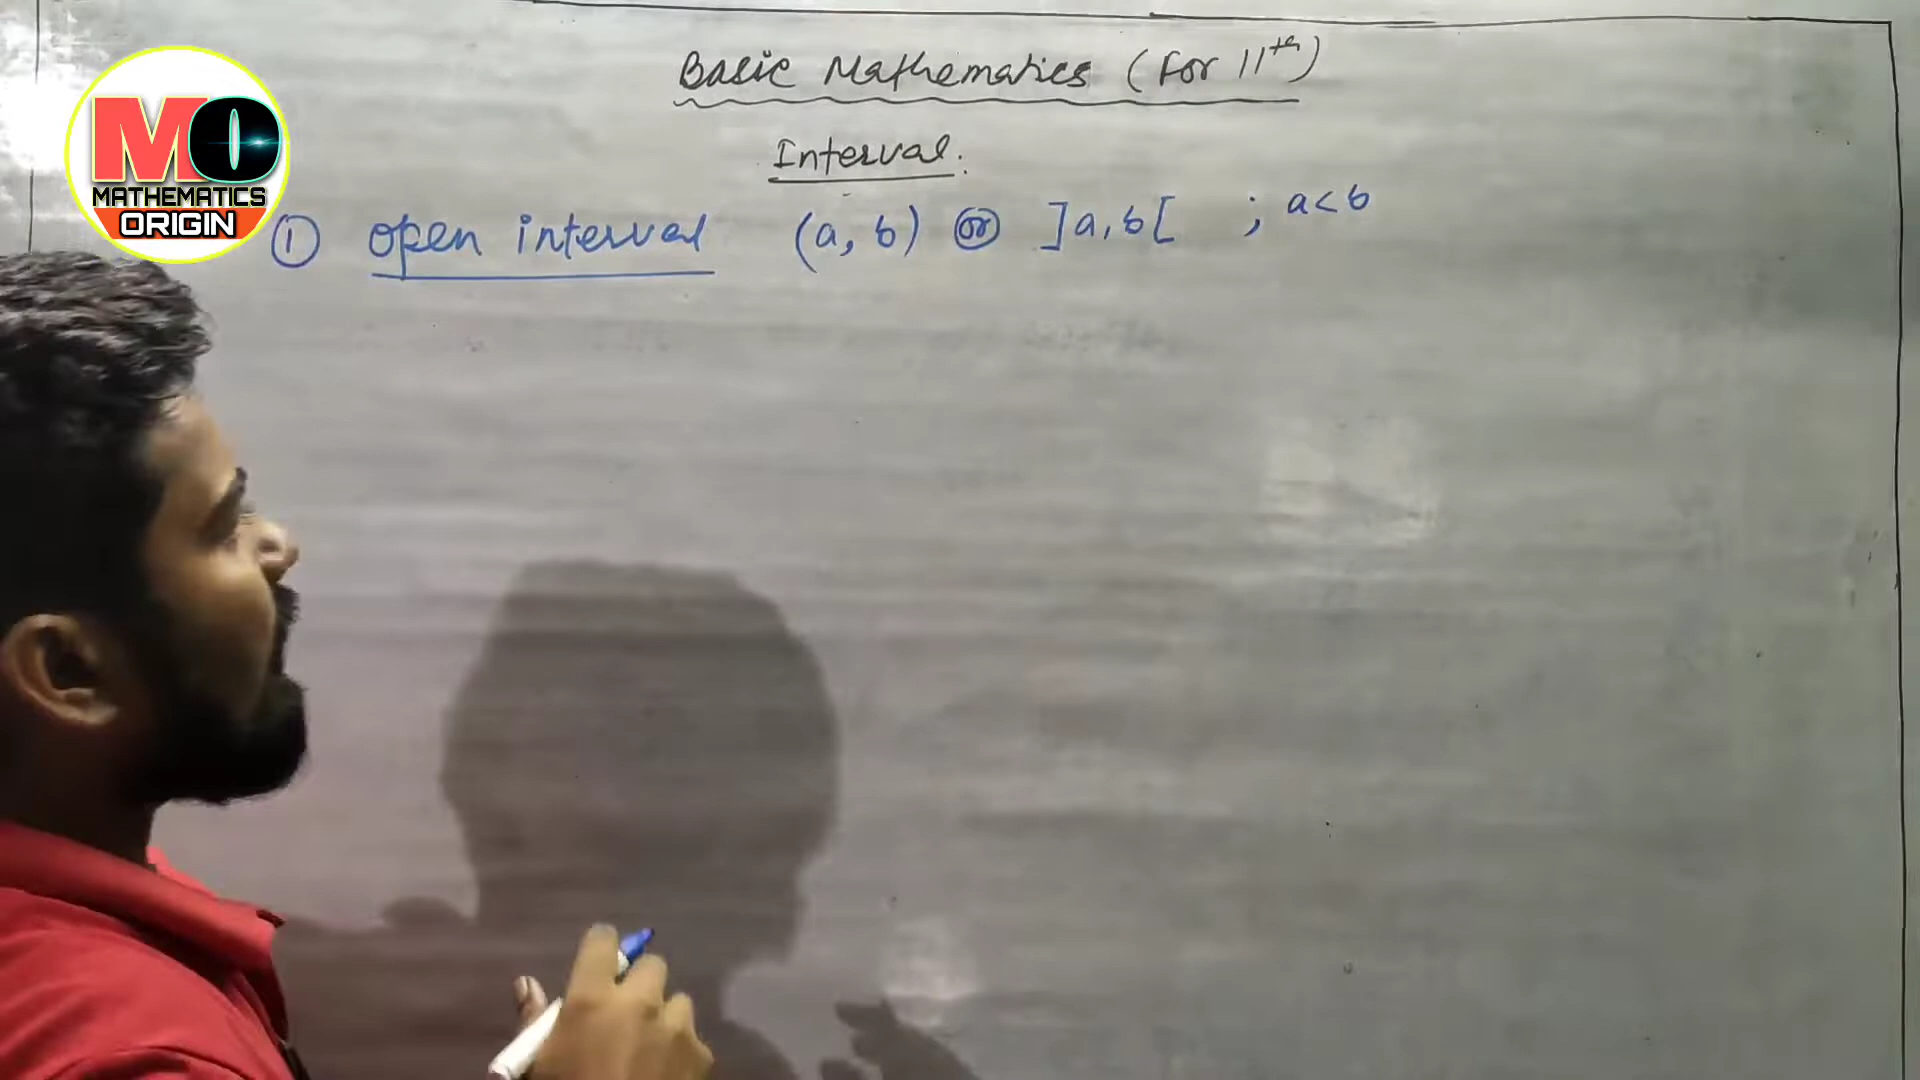 Basic Mathematics (For 11th)
Interval.
MO
MATHEMATICS
ORIGIN
① open interval (a, b) or ]a, b[ ; a<b